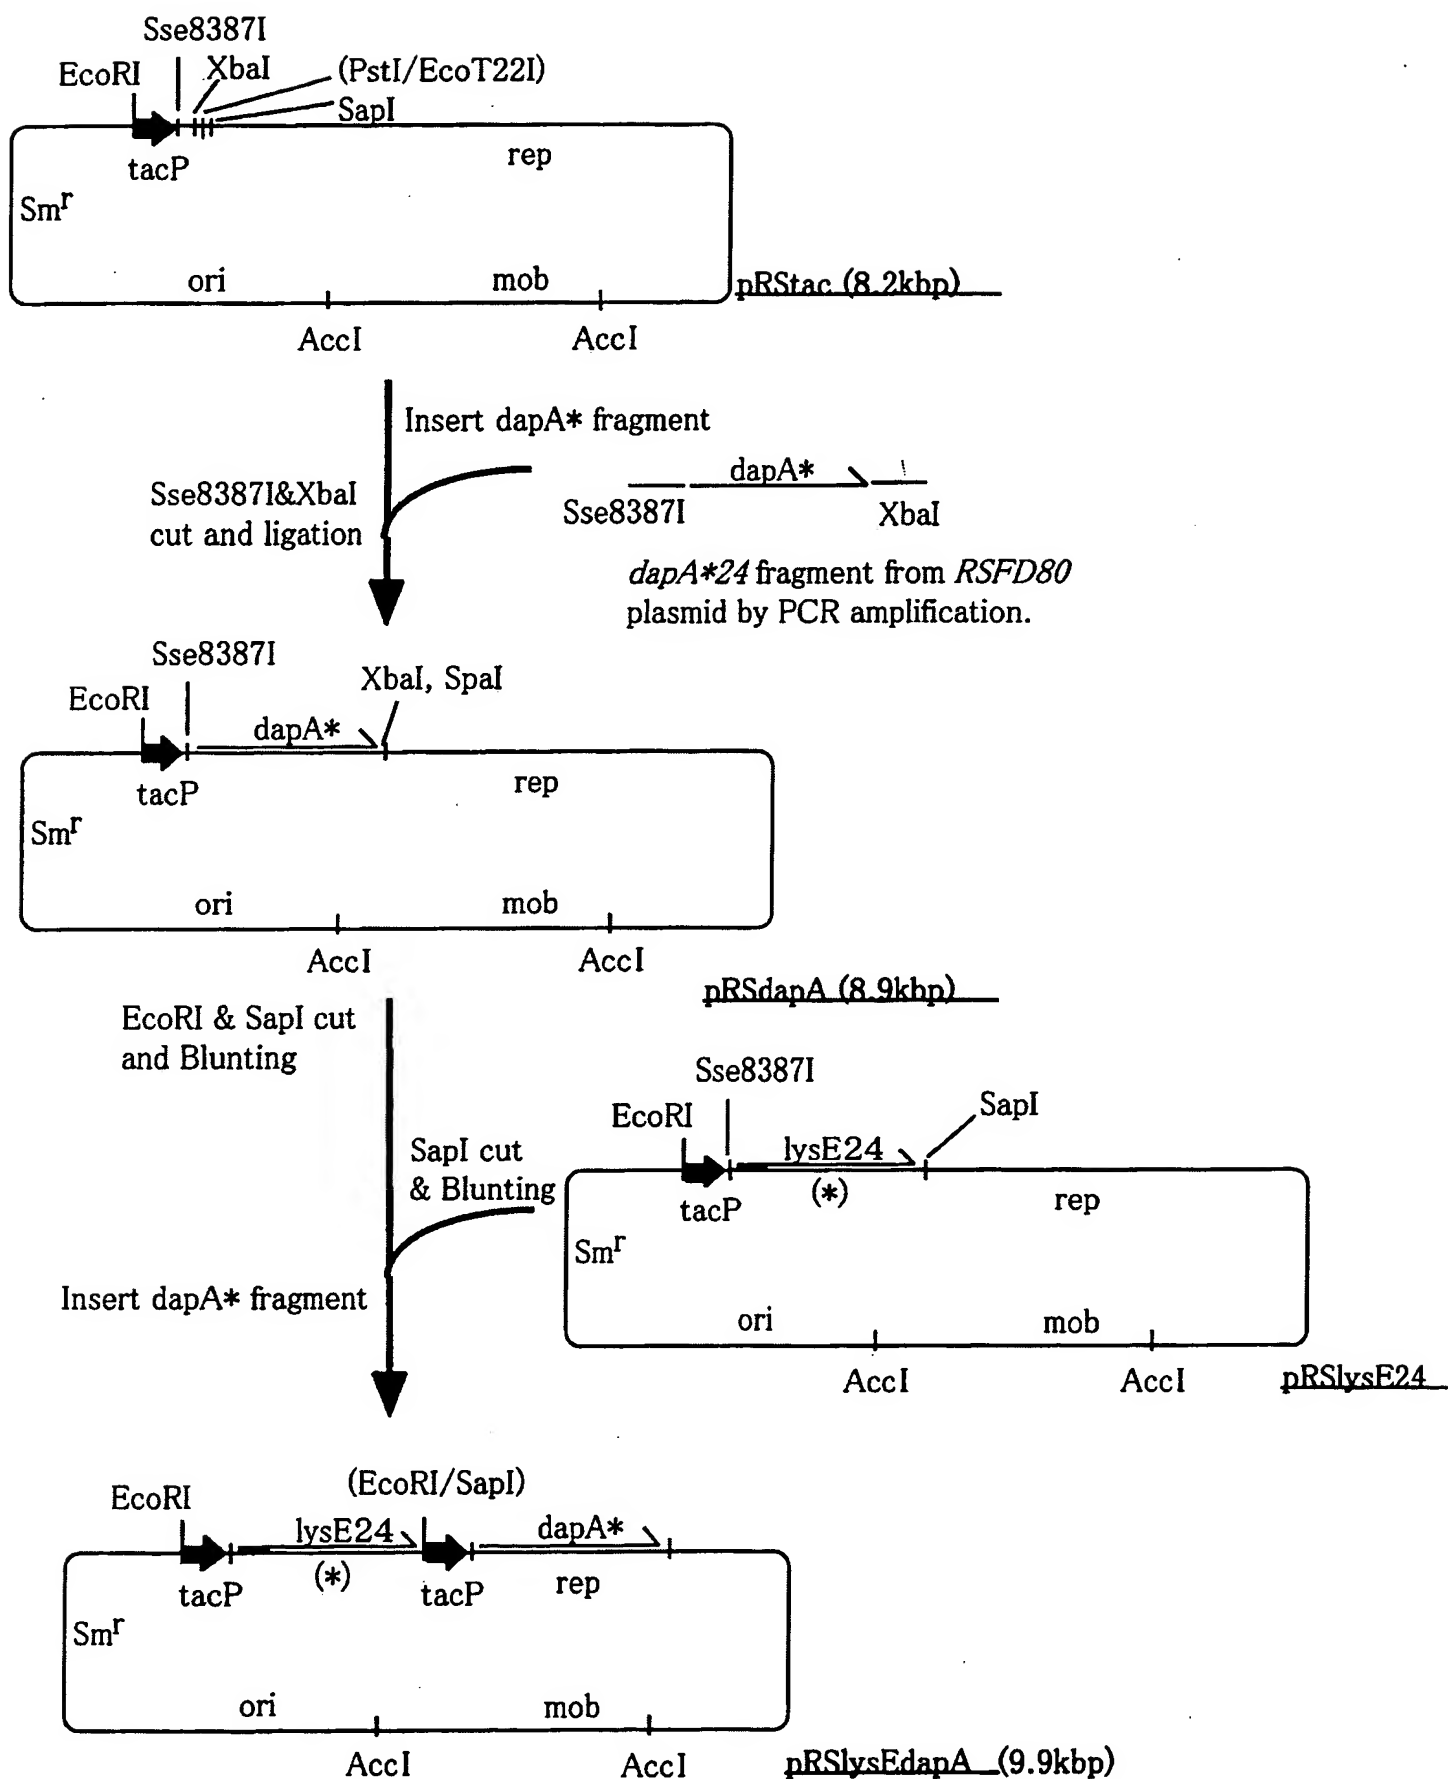 Sse8387I
EcoRI
XbaI
(PstI/EcoT22I)
SapI
tacP
rep
Smr
ori
mob
pRStac (8.2kbp)
AccI
AccI
Insert dapA* fragment
Sse8387I&XbaI
cut and ligation
dapA*
Sse8387I
XbaI
dapA*24 fragment from RSFD80
plasmid by PCR amplification.
Sse8387I
EcoRI
XbaI, SpaI
dapA*
tacP
rep
Smr
ori
mob
AccI
AccI
pRSdapA (8.9kbp)
EcoRI & SapI cut
and Blunting
Sse8387I
EcoRI
SapI
lysE24
(*)
tacP
rep
SapI cut
& Blunting
Smr
Insert dapA* fragment
ori
mob
AccI
AccI
pRSlysE24
(EcoRI/SapI)
EcoRI
lysE24
dapA*
(*)
tacP
tacP
rep
Smr
ori
mob
AccI
AccI
pRSlysEdapA (9.9kbp)